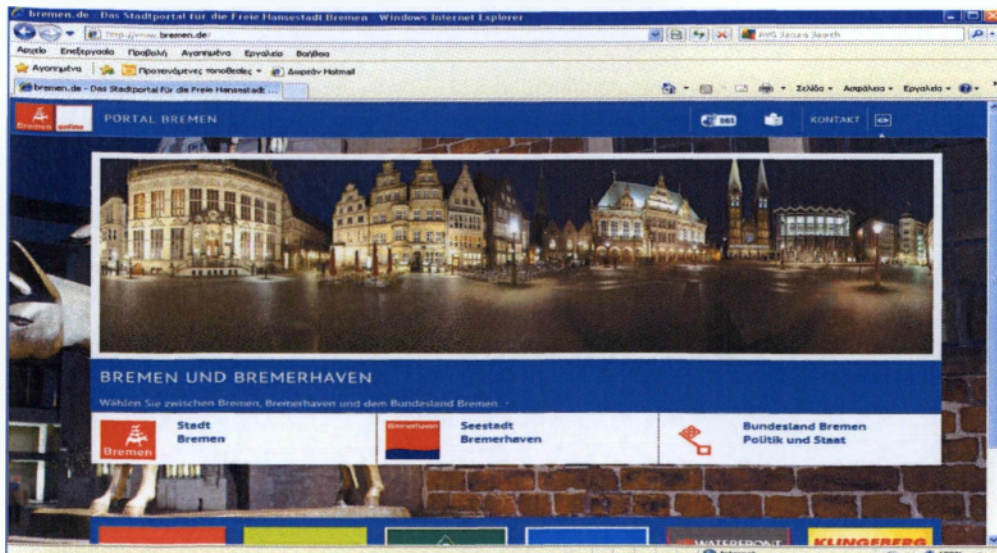 bremen.de - Das Stadtportal für die Freie Hansestadt Bremen - Windows Internet Explorer
http://www.bremen.de/
AVG Secure Search
Αρχείο Επεξεργασία Προβολή Αγαπημένα Εργαλεία Βοήθεια
Αγαπημένα Προτεινόμενες τοποθεσίες Δωρεάν Hotmail
bremen.de - Das Stadtportal für die Freie Hansestadt ...
Σελίδα Ασφάλεια Εργαλεία
Bremen online
PORTAL BREMEN
KONTAKT
BREMEN UND BREMERHAVEN
Wählen Sie zwischen Bremen, Bremerhaven und dem Bundesland Bremen.
Bremen
Stadt
Bremen
Bremerhaven
Seestadt
Bremerhaven
Bundesland Bremen
Politik und Staat
WATERFRONT
KLINGEBERG
Internet